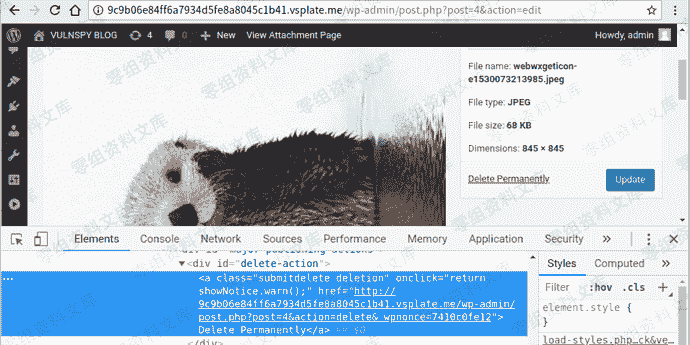 9c9b06e84ff6a7934d5fe8a8045c1b41.vsplate.me/wp-admin/post.php?post=4&action=edit
VULNSPY BLOG 0 New View Attachment Page Howdy, admin
File name: webwxgeticon-
e1530073213985.jpeg
File type: JPEG
File size: 68 KB
Dimensions: 845 × 845
Delete Permanently Update
Elements Console Network Sources Performance Memory Application Security »
<div id="delete-action">
<a class="submitdelete deletion" onclick="return
showNotice.warn();" href="http://
9c9b06e84ff6a7934d5fe8a8045c1b41.vsplate.me/wp-admin/
post.php?post=4&action=delete&_wpnonce=7410c0fe12">
Delete Permanently</a> == $0
</div>
Styles Computed »
Filter :hov .cls +
element.style {
}
load-styles.php…ck&ve
零组资料文库